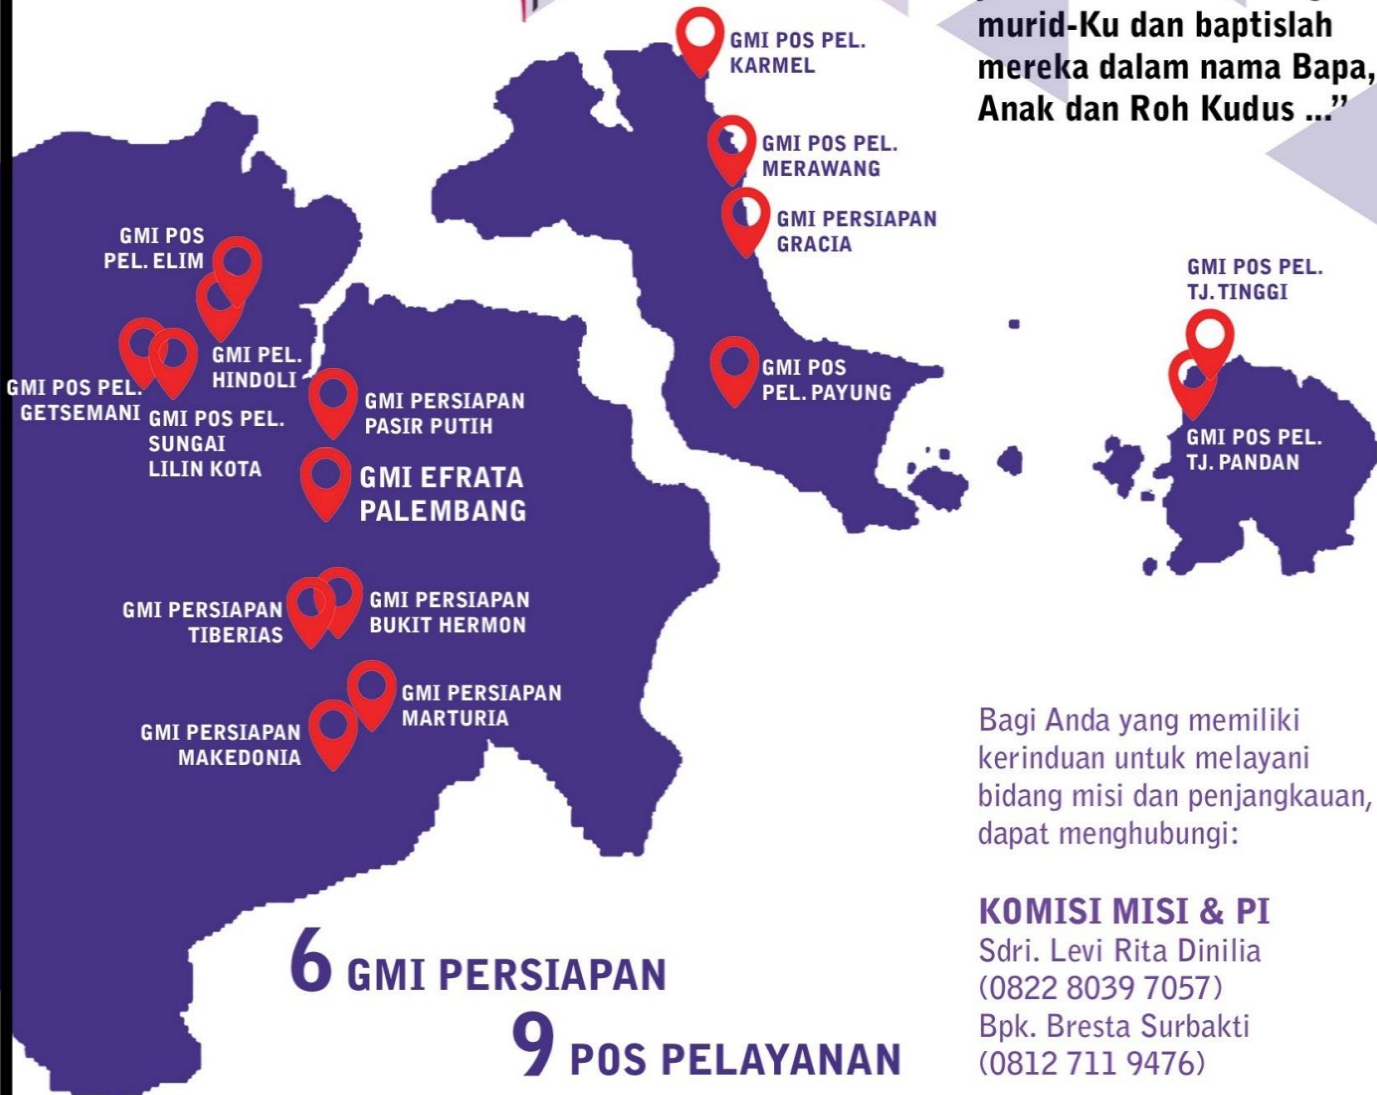 murid-Ku dan baptislah
mereka dalam nama Bapa,
Anak dan Roh Kudus ...”
GMI POS PEL.
KARMEL
GMI POS PEL.
MERAWANG
GMI PERSIAPAN
GRACIA
GMI POS
PEL. ELIM
GMI POS PEL.
TJ. TINGGI
GMI PEL.
HINDOLI
GMI POS
PEL. PAYUNG
GMI POS PEL.
GETSEMANI
GMI POS PEL.
SUNGAI
LILIN KOTA
GMI PERSIAPAN
PASIR PUTIH
GMI POS PEL.
TJ. PANDAN
GMI EFRATA
PALEMBANG
GMI PERSIAPAN
TIBERIAS
GMI PERSIAPAN
BUKIT HERMON
GMI PERSIAPAN
MARTURIA
GMI PERSIAPAN
MAKEDONIA
Bagi Anda yang memiliki
kerinduan untuk melayani
bidang misi dan penjangkauan,
dapat menghubungi:
KOMISI MISI & PI
Sdri. Levi Rita Dinilia
(0822 8039 7057)
Bpk. Bresta Surbakti
(0812 711 9476)
6 GMI PERSIAPAN
9 POS PELAYANAN